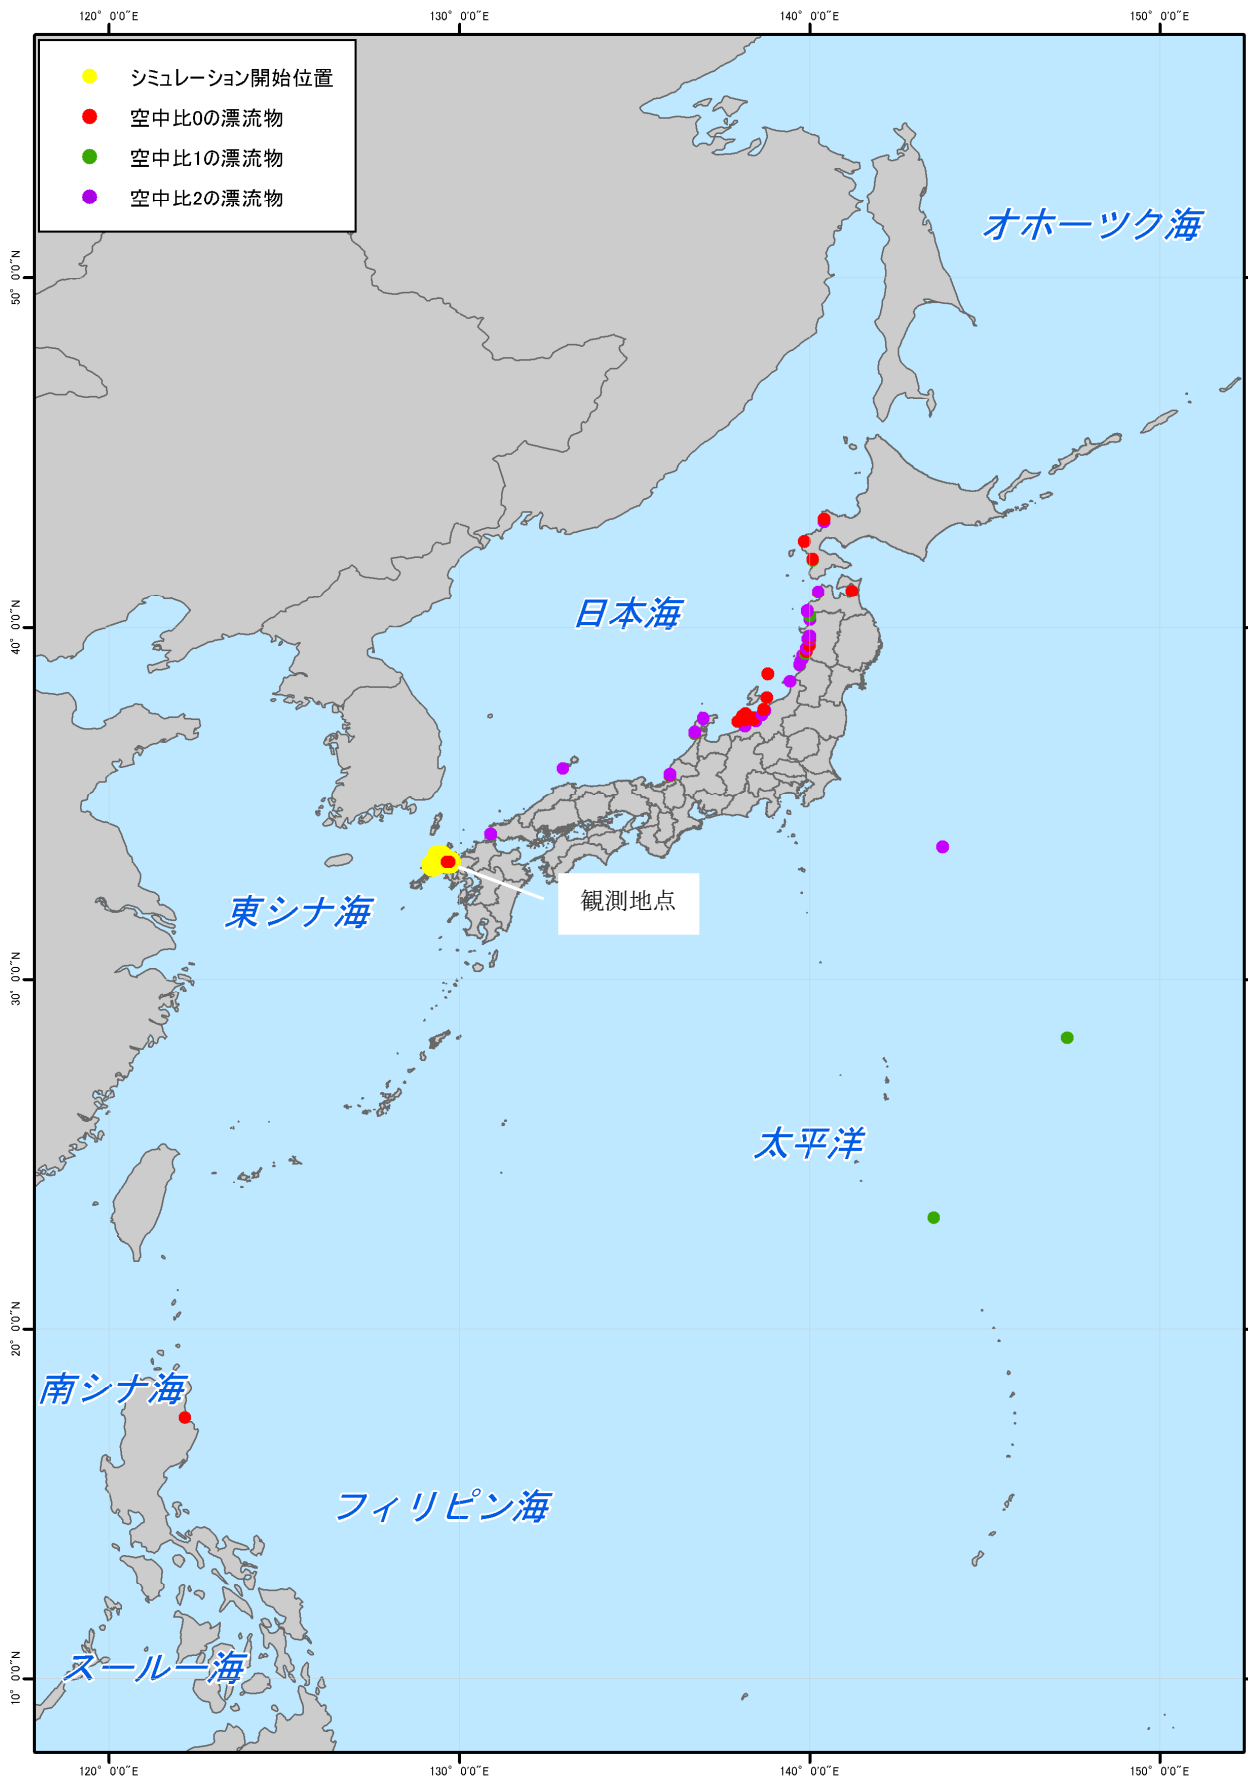 120° 0'0"E
130° 0'0"E
140° 0'0"E
150° 0'0"E
シミュレーション開始位置
空中比0の漂流物
空中比1の漂流物
空中比2の漂流物
オホーツク海
50° 0'0"N
日本海
40° 0'0"N
観測地点
東シナ海
30° 0'0"N
太平洋
20° 0'0"N
南シナ海
フィリピン海
スールー海
10° 0'0"N
120° 0'0"E
130° 0'0"E
140° 0'0"E
150° 0'0"E